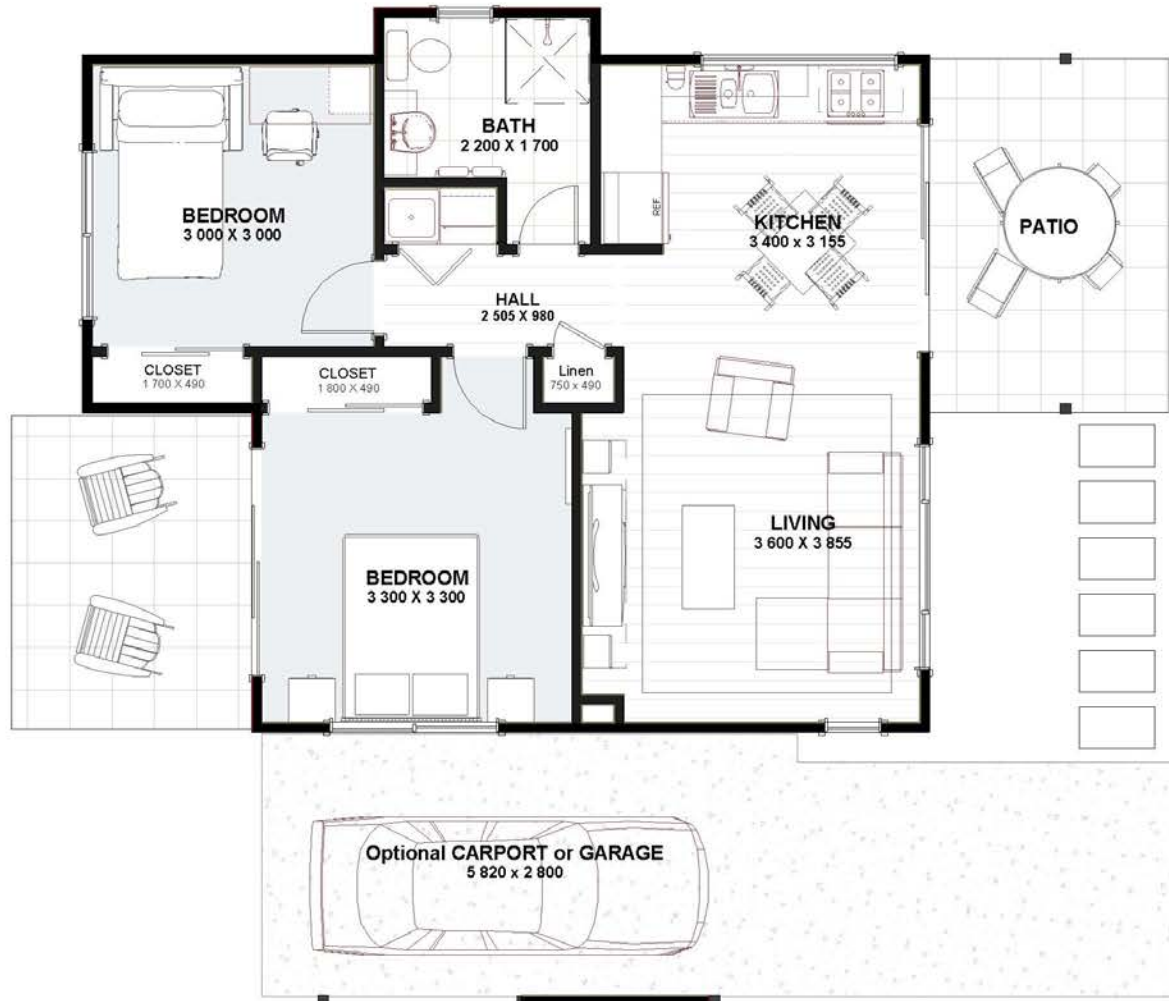 BATH
2 200 X 1 700
BEDROOM
3 000 X 3 000
REF.
KITCHEN
3 400 x 3 155
PATIO
HALL
2 505 X 980
CLOSET
1 700 X 490
CLOSET
1 800 X 490
Linen
750 x 490
LIVING
3 600 X 3 855
BEDROOM
3 300 X 3 300
Optional CARPORT or GARAGE
5 820 x 2 800